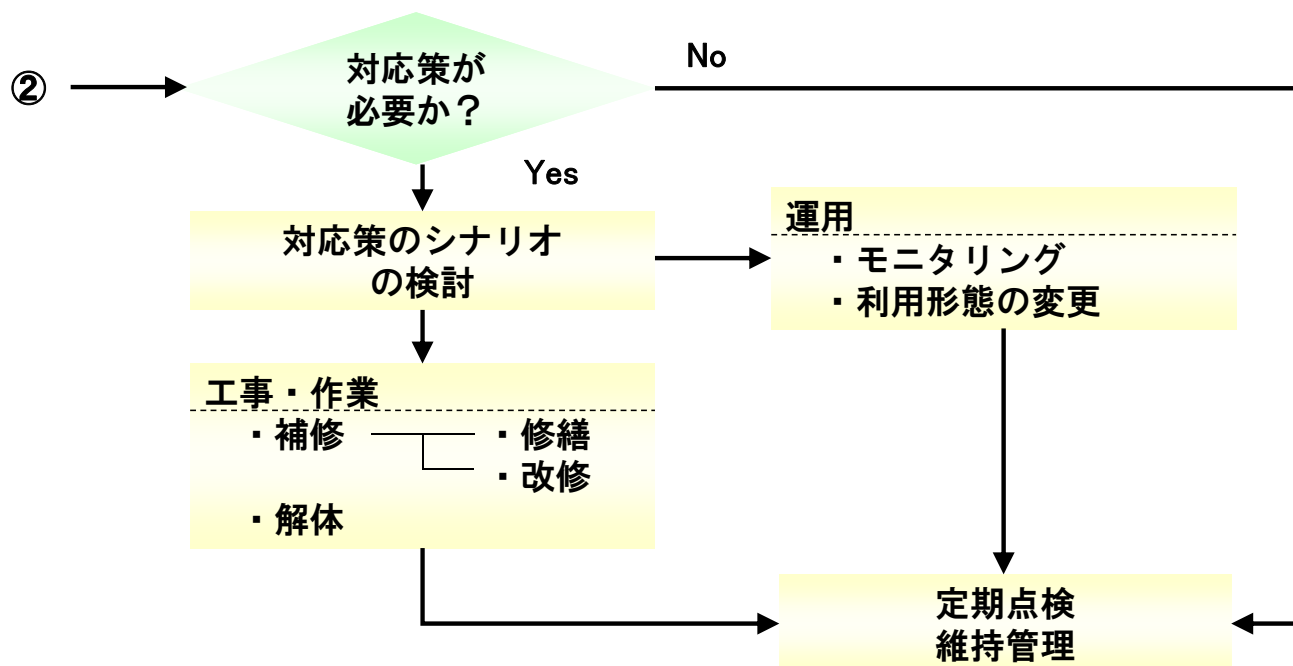 ②
対応策が
必要か？
No
Yes
対応策のシナリオ
の検討
運用
・モニタリング
・利用形態の変更
工事・作業
・補修 ・修繕
・改修
・解体
定期点検
維持管理